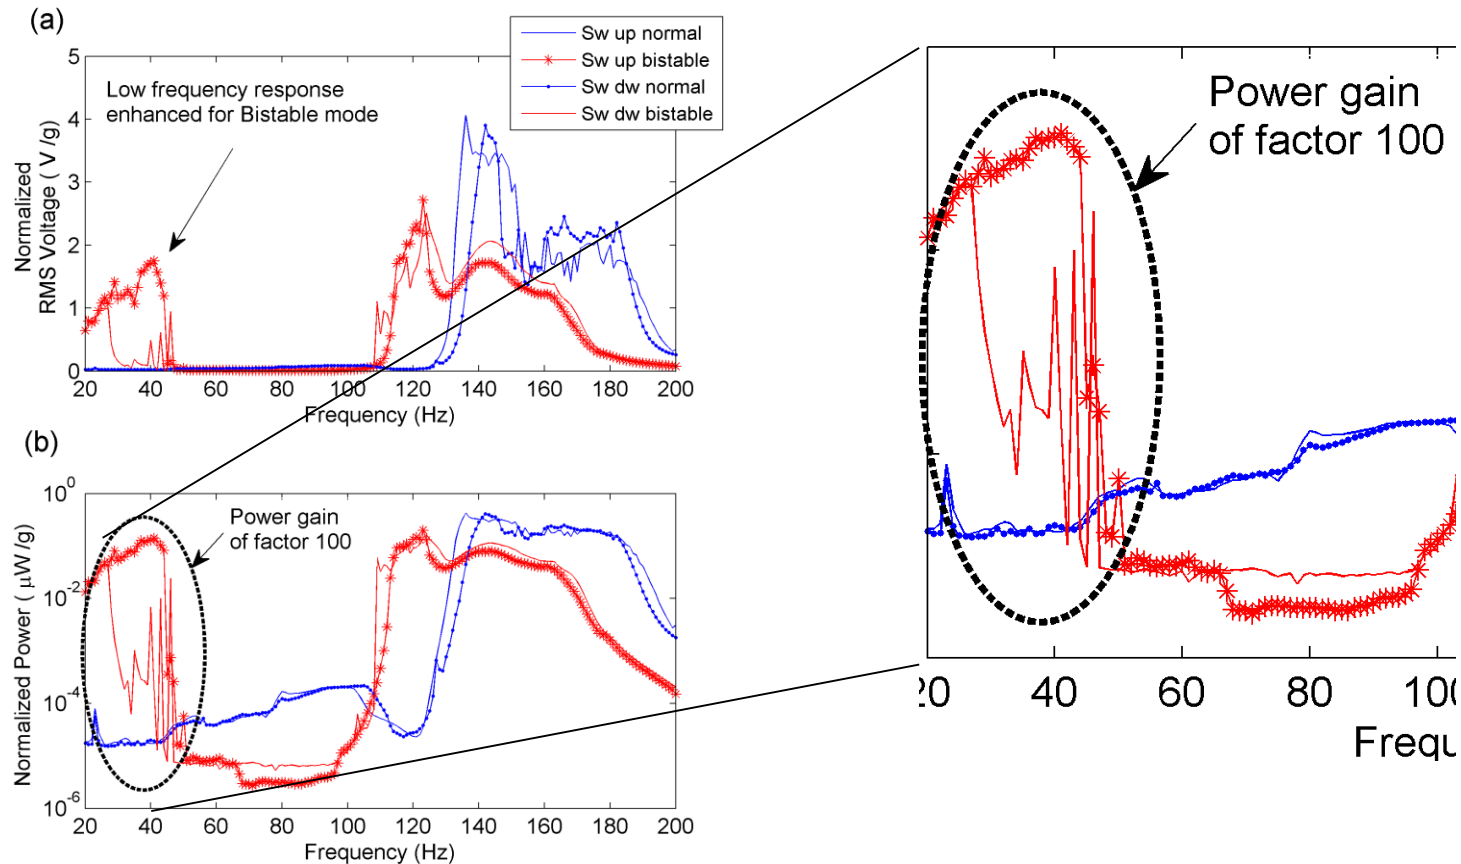 (a)
Sw up normal
Sw up bistable
Sw dw normal
Sw dw bistable
Low frequency response
enhanced for Bistable mode
Normalized
RMS Voltage ( V /g)
5
4
3
2
1
0
20 40 60 80 100 120 140 160 180 200
Frequency (Hz)
(b)
Power gain
of factor 100
Normalized Power ( μW/g)
10^0
10^-2
10^-4
10^-6
20 40 60 80 100 120 140 160 180 200
Frequency (Hz)
Power gain
of factor 100
20 40 60 80 100
Frequ